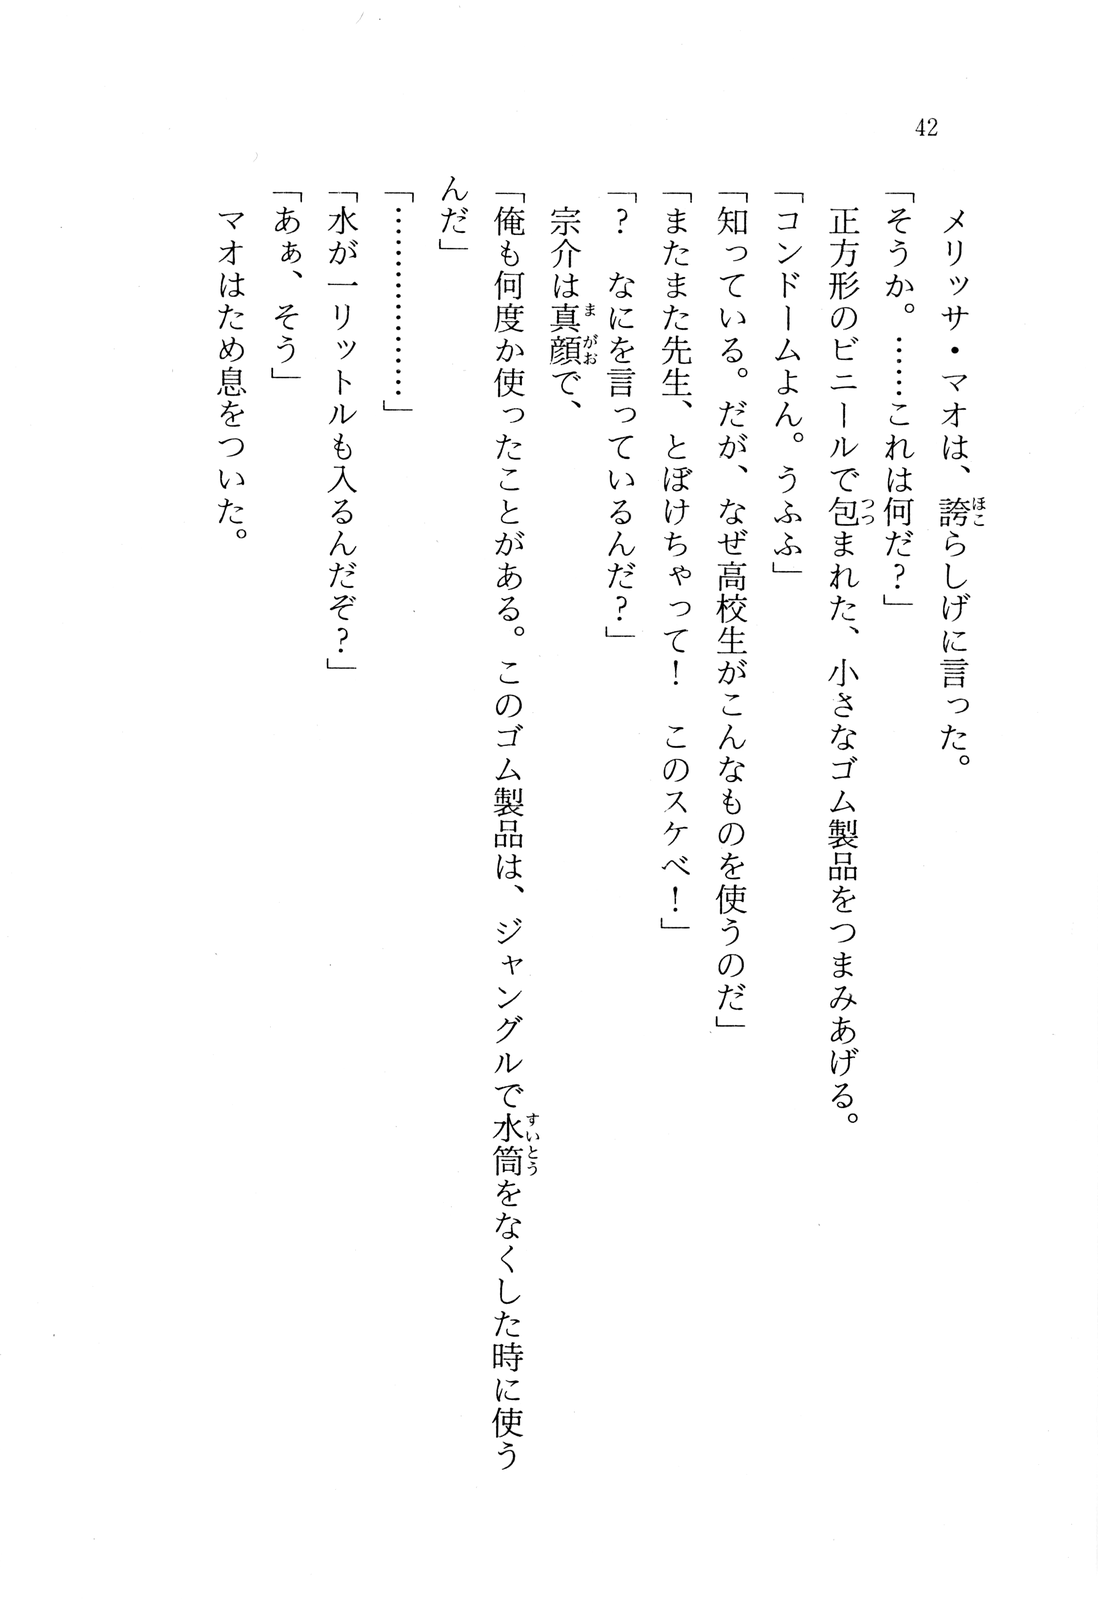 42
　メリッサ・マオは、誇らしげに言った。
「そうか。……これは何だ？」
　正方形のビニールで包まれた、小さなゴム製品をつまみあげる。
「コンドームよん。うふふ」
「知っている。だが、なぜ高校生がこんなものを使うのだ」
「またまた先生、とぼけちゃって！　このスケベ！」
「？　なにを言っているんだ？」
　宗介は真顔で、
「俺も何度か使ったことがある。このゴム製品は、ジャングルで水筒をなくした時に使う
んだ」
「………………」
「水が一リットルも入るんだぞ？」
「あぁ、そう」
　マオはため息をついた。